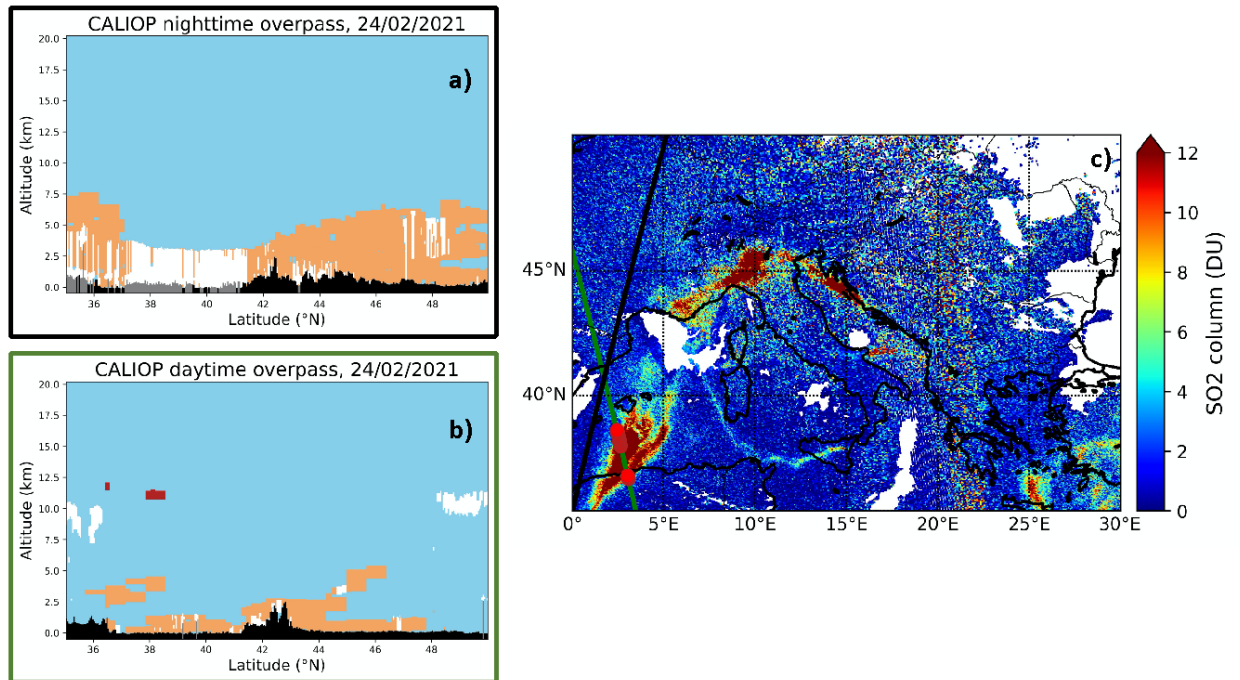 CALIOP nighttime overpass, 24/02/2021
a)
Altitude (km)
20.0
17.5
15.0
12.5
10.0
7.5
5.0
2.5
0.0
36 38 40 42 44 46 48
Latitude (°N)
CALIOP daytime overpass, 24/02/2021
b)
Altitude (km)
20.0
17.5
15.0
12.5
10.0
7.5
5.0
2.5
0.0
36 38 40 42 44 46 48
Latitude (°N)
c)
45°N
40°N
0° 5°E 10°E 15°E 20°E 25°E 30°E
12
10
8
6
4
2
0
SO2 column (DU)